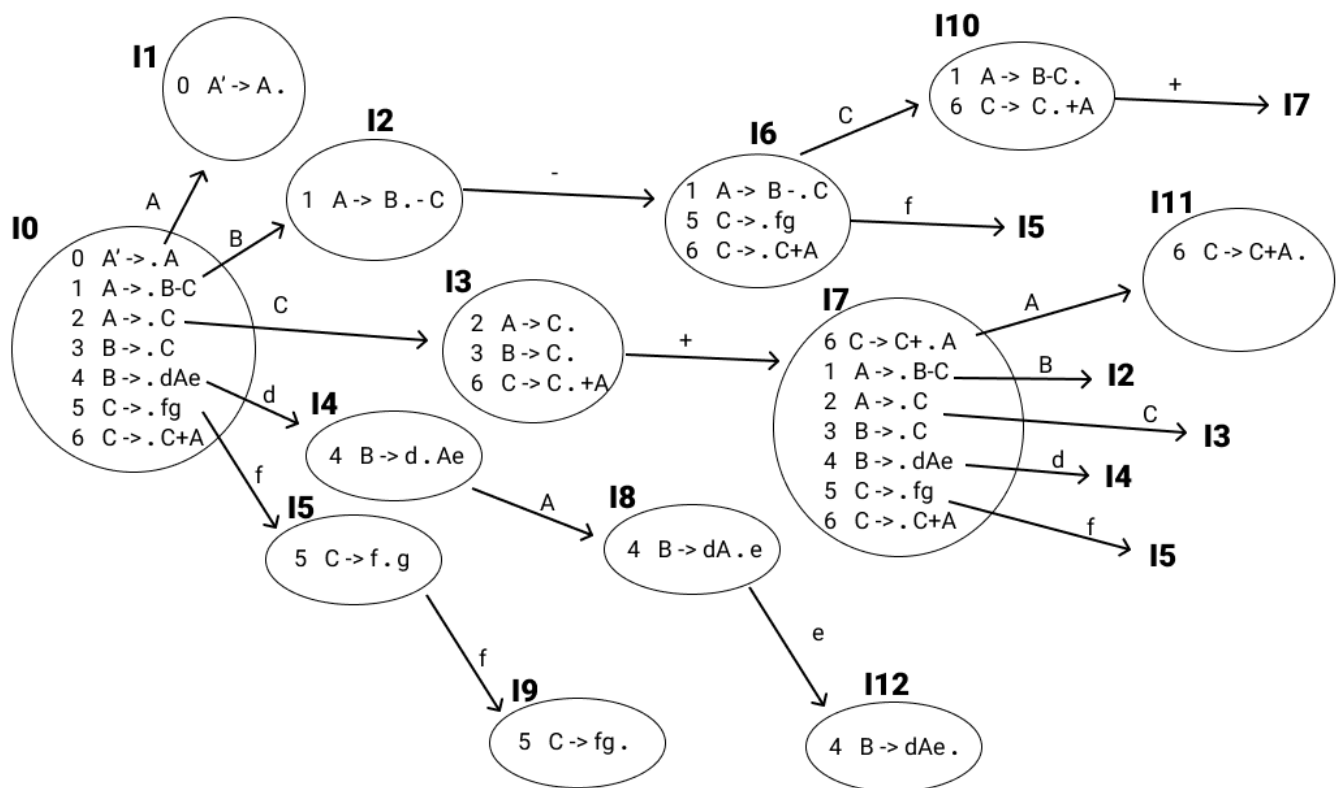 I1
0 A' -> A .
A
I0
0 A' -> . A
1 A -> . B-C
2 A -> . C
3 B -> . C
4 B -> . dAe
5 C -> . fg
6 C -> . C+A
B
I2
1 A -> B . - C
-
I6
1 A -> B - . C
5 C -> . fg
6 C -> . C+A
C
I10
1 A -> B-C .
6 C -> C . +A
+
I7
f
I5
C
I3
2 A -> C .
3 B -> C .
6 C -> C . +A
+
I7
6 C -> C+ . A
1 A -> . B-C
2 A -> . C
3 B -> . C
4 B -> . dAe
5 C -> . fg
6 C -> . C+A
A
I11
6 C -> C+A .
B
I2
C
I3
d
I4
f
I5
d
I4
4 B -> d . Ae
A
I8
4 B -> dA . e
e
I12
4 B -> dAe .
f
I5
5 C -> f . g
f
I9
5 C -> fg .